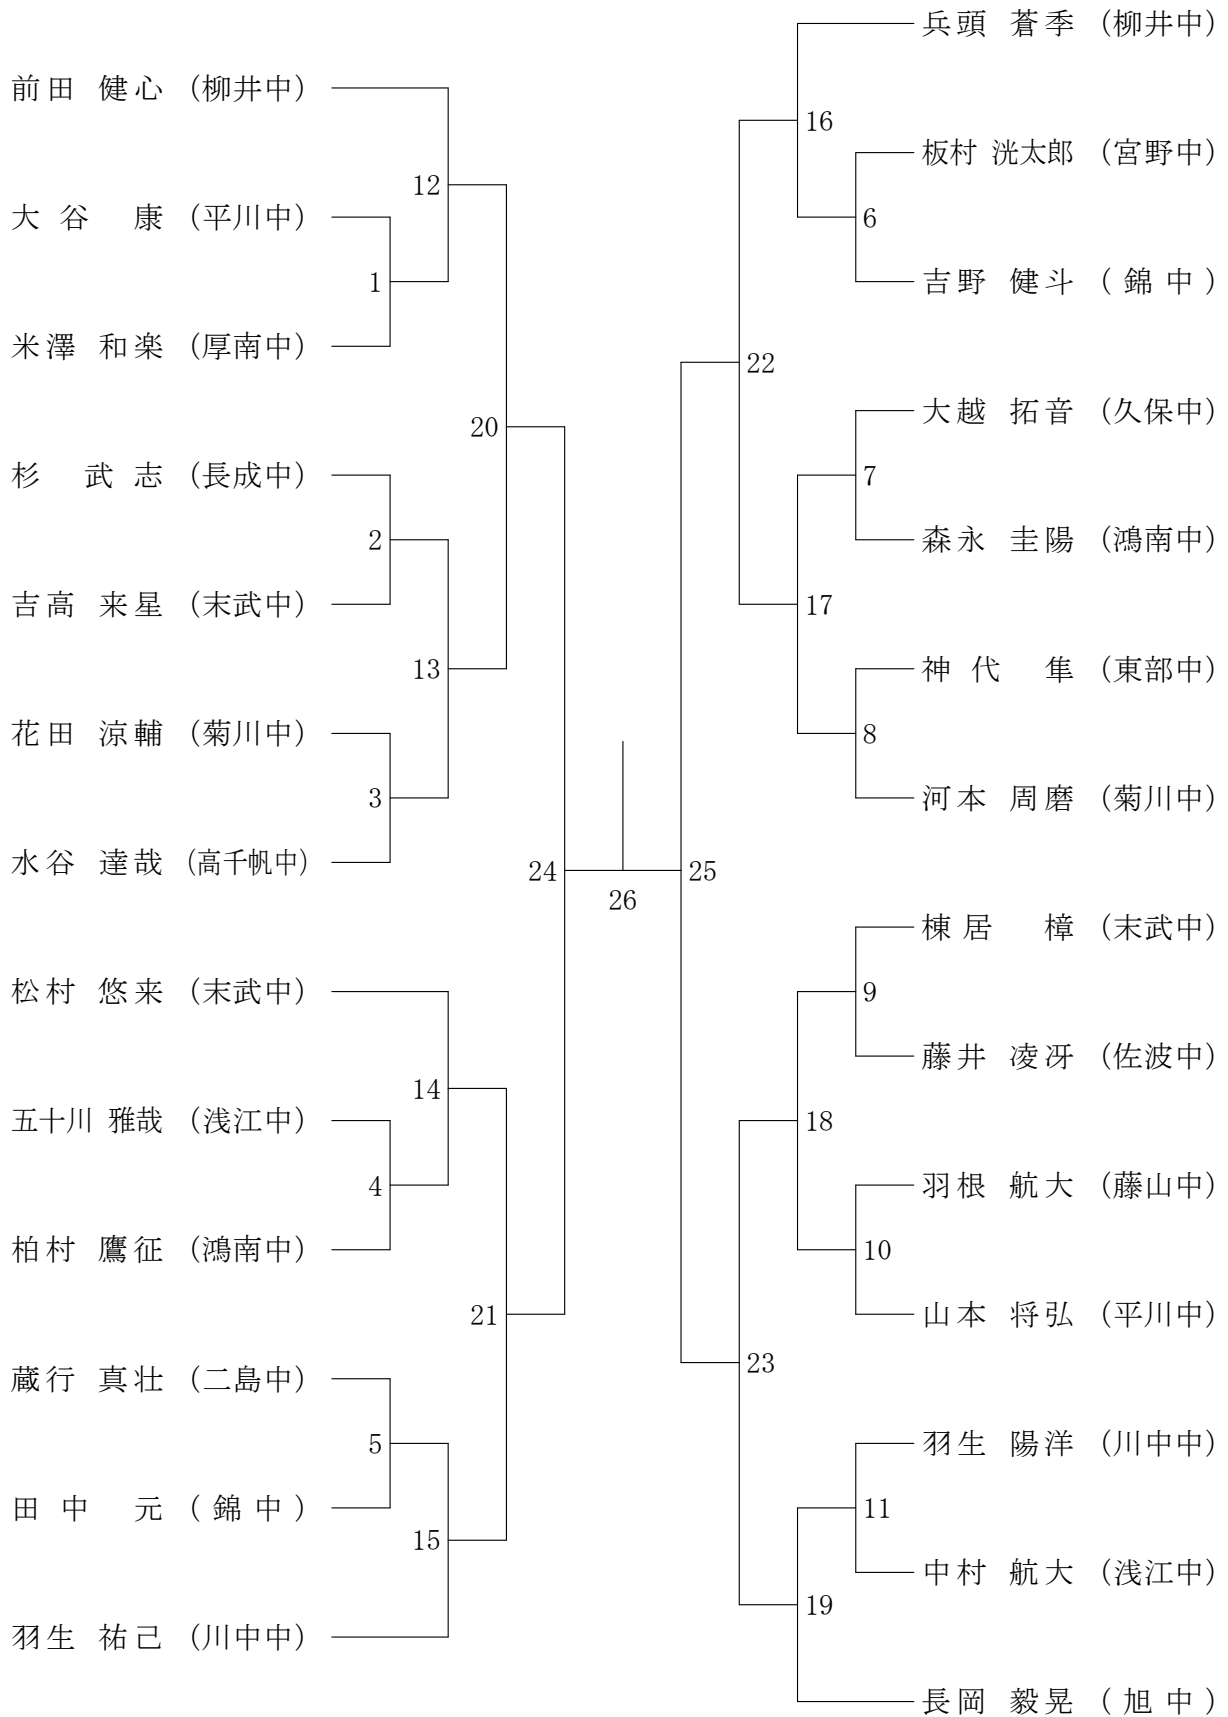 前田 健心 (柳井中)
12
大谷 康 (平川中)
1
米澤 和楽 (厚南中)
20
杉 武志 (長成中)
2
吉高 来星 (末武中)
13
花田 涼輔 (菊川中)
3
水谷 達哉 (高千帆中)
24
松村 悠来 (末武中)
14
五十川 雅哉 (浅江中)
4
柏村 鷹征 (鴻南中)
21
蔵行 真壮 (二島中)
5
田中 元 (錦中)
15
羽生 祐己 (川中中)
26
兵頭 蒼季 (柳井中)
16
板村 洸太郎 (宮野中)
6
吉野 健斗 (錦中)
22
大越 拓音 (久保中)
7
森永 圭陽 (鴻南中)
17
神代 隼 (東部中)
8
河本 周磨 (菊川中)
25
棟居 樟 (末武中)
9
藤井 凌冴 (佐波中)
18
羽根 航大 (藤山中)
10
山本 将弘 (平川中)
23
羽生 陽洋 (川中中)
11
中村 航大 (浅江中)
19
長岡 毅晃 (旭中)